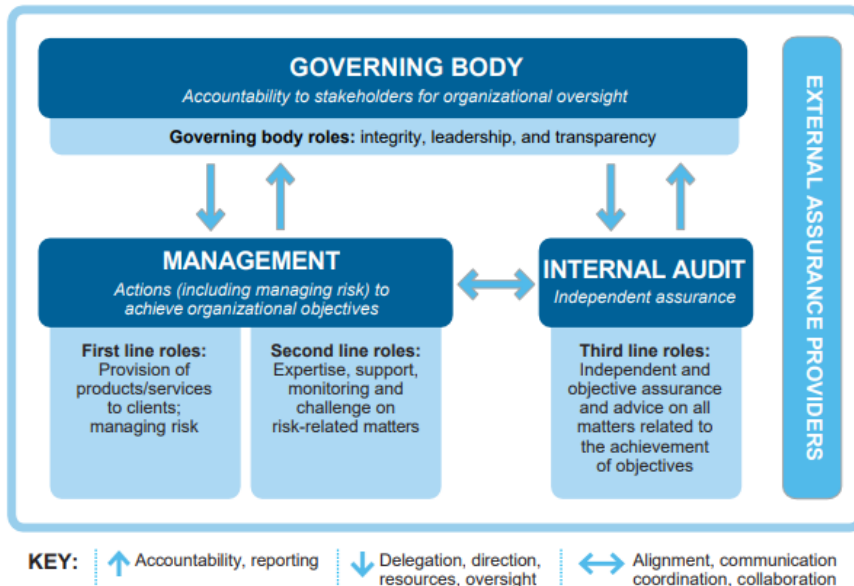 GOVERNING BODY
Accountability to stakeholders for organizational oversight
Governing body roles: integrity, leadership, and transparency
MANAGEMENT
Actions (including managing risk) to
achieve organizational objectives
First line roles:
Provision of
products/services
to clients;
managing risk
Second line roles:
Expertise, support,
monitoring and
challenge on
risk-related matters
INTERNAL AUDIT
Independent assurance
Third line roles:
Independent and
objective assurance
and advice on all
matters related to
the achievement
of objectives
EXTERNAL ASSURANCE PROVIDERS
KEY:
Accountability, reporting
Delegation, direction,
resources, oversight
Alignment, communication
coordination, collaboration